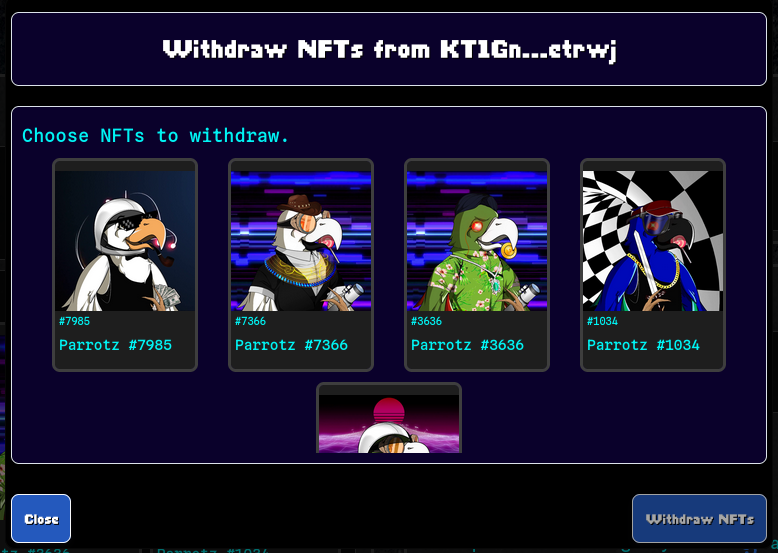 Withdraw NFTs from KT1Gn...ctrwj
Choose NFTs to withdraw.
#7985
Parrotz #7985
#7366
Parrotz #7366
#3636
Parrotz #3636
#1034
Parrotz #1034
Close
Withdraw NFTs